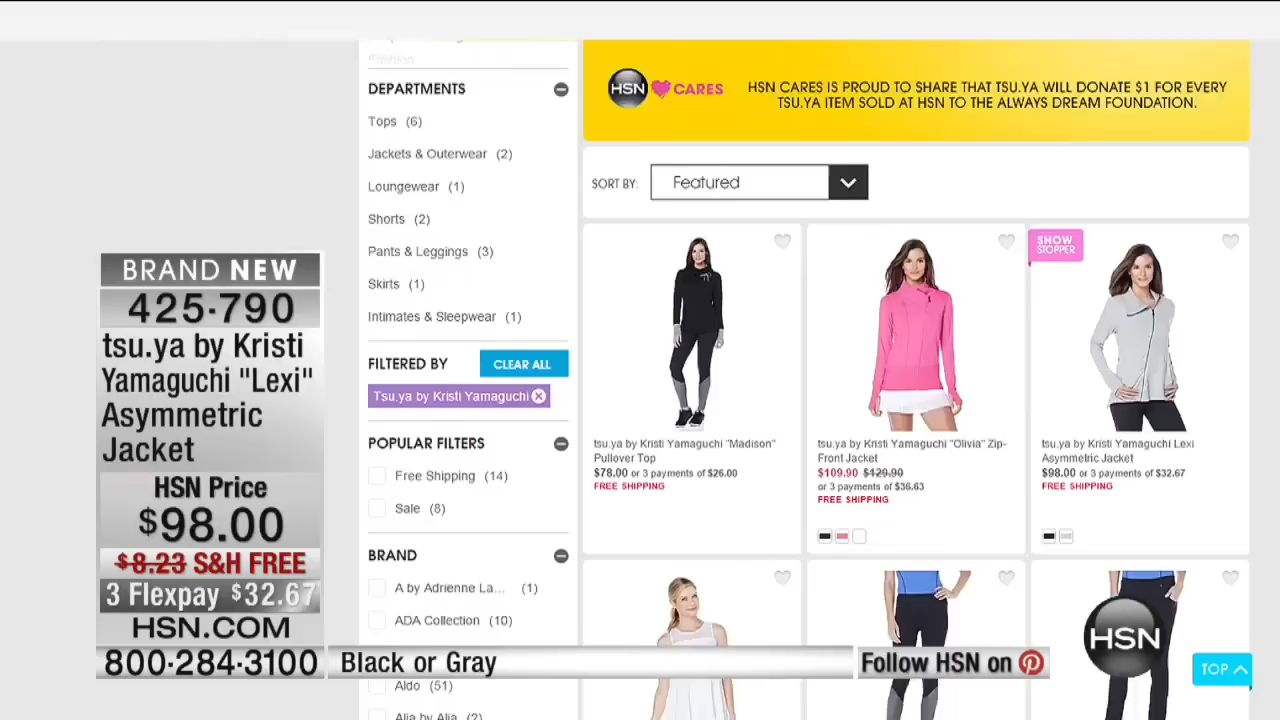 BRAND NEW
425-790
tsu.ya by Kristi
Yamaguchi "Lexi"
Asymmetric
Jacket
HSN Price
$98.00
$8.23 S&H FREE
3 Flexpay $32.67
HSN.COM
800-284-3100
Black or Gray
Follow HSN on
HSN
Fashion
DEPARTMENTS
Tops (6)
Jackets & Outerwear (2)
Loungewear (1)
Shorts (2)
Pants & Leggings (3)
Skirts (1)
Intimates & Sleepwear (1)
FILTERED BY
CLEAR ALL
Tsu.ya by Kristi Yamaguchi
POPULAR FILTERS
Free Shipping (14)
Sale (8)
BRAND
A by Adrienne La... (1)
ADA Collection (10)
Aldo (51)
Alia by Alia (2)
HSN CARES
HSN CARES IS PROUD TO SHARE THAT TSU.YA WILL DONATE $1 FOR EVERY
TSU.YA ITEM SOLD AT HSN TO THE ALWAYS DREAM FOUNDATION.
SORT BY: Featured
tsu.ya by Kristi Yamaguchi "Madison"
Pullover Top
$78.00 or 3 payments of $26.00
FREE SHIPPING
tsu.ya by Kristi Yamaguchi "Olivia" Zip-
Front Jacket
$109.90 $129.90
or 3 payments of $36.63
FREE SHIPPING
SHOW
STOPPER
tsu.ya by Kristi Yamaguchi Lexi
Asymmetric Jacket
$98.00 or 3 payments of $32.67
FREE SHIPPING
TOP